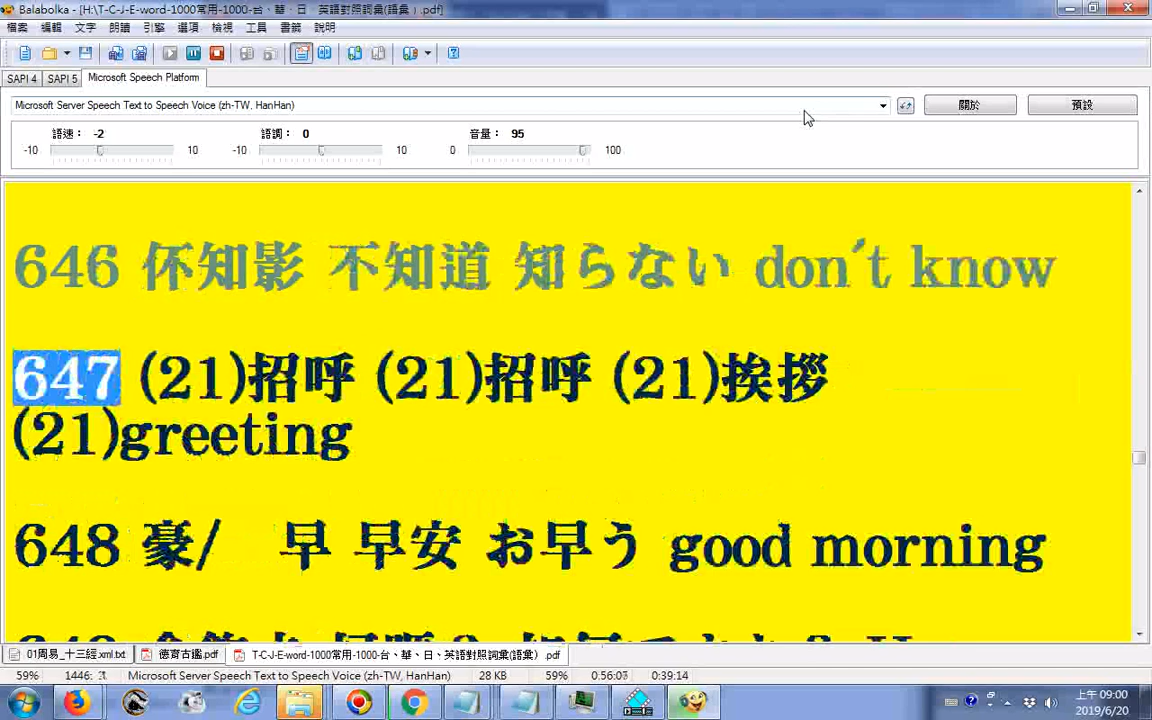 Balabolka - [H:\T-C-J-E-word-1000常用-1000-台、華、日、英語對照詞彙(語彙).pdf]
檔案 編輯 文字 朗讀 引擎 選項 檢視 工具 書籤 說明
SAPI 4 SAPI 5 Microsoft Speech Platform
Microsoft Server Speech Text to Speech Voice (zh-TW, HanHan) 關於 預設
語速： -2 語調： 0 音量： 95
-10 10 -10 10 0 100
646 伓知影 不知道 知らない don't know
647 (21)招呼 (21)招呼 (21)挨拶
(21)greeting
648 豪/ 早 早安 お早う good morning
01周易_十三經.xml.txt 德育古鑑.pdf T-C-J-E-word-1000常用-1000-台、華、日、英語對照詞彙(語彙).pdf
59% Microsoft Server Speech Text to Speech Voice (zh-TW, HanHan) 28 KB 59% 0:39:14
上午 09:00
2019/6/20